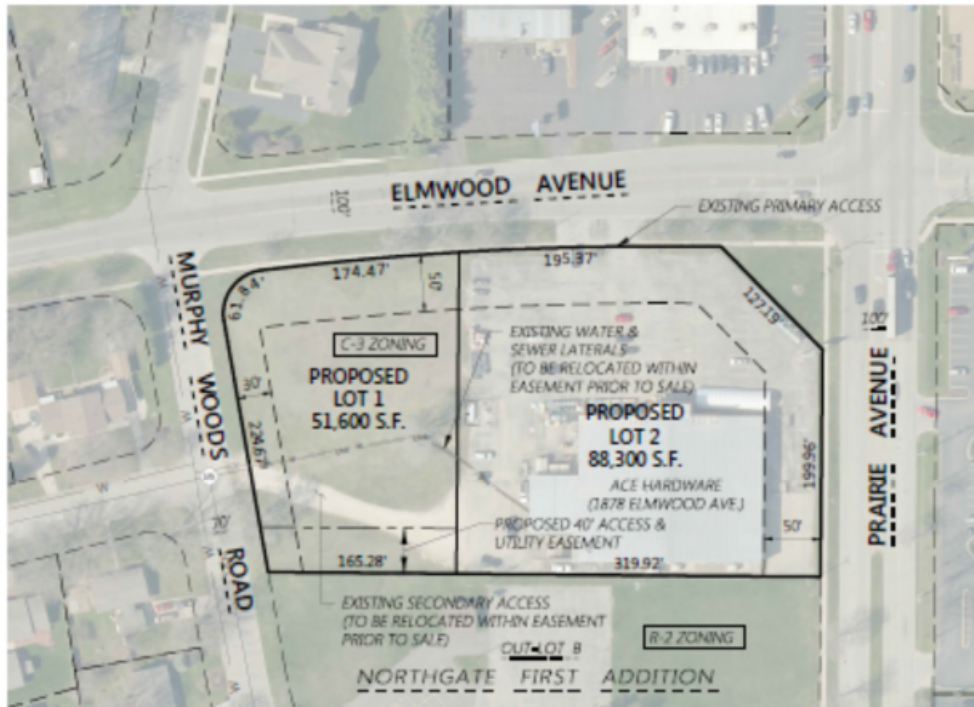 ELMWOOD AVENUE
100'
EXISTING PRIMARY ACCESS
MURPHY WOODS ROAD
61.84'
174.47'
50'
195.37'
127.19'
100'
PRAIRIE AVENUE
C-3 ZONING
PROPOSED
LOT 1
51,600 S.F.
EXISTING WATER &
SEWER LATERALS
(TO BE RELOCATED WITHIN
EASEMENT PRIOR TO SALE)
PROPOSED
LOT 2
88,300 S.F.
ACE HARDWARE
(1878 ELMWOOD AVE.)
30'
224.67'
199.96'
50'
70'
PROPOSED 40' ACCESS &
UTILITY EASEMENT
165.28'
319.92'
EXISTING SECONDARY ACCESS
(TO BE RELOCATED WITHIN EASEMENT
PRIOR TO SALE)
R-2 ZONING
OUT-LOT B
NORTHGATE FIRST ADDITION
W
W
W
W
W
W